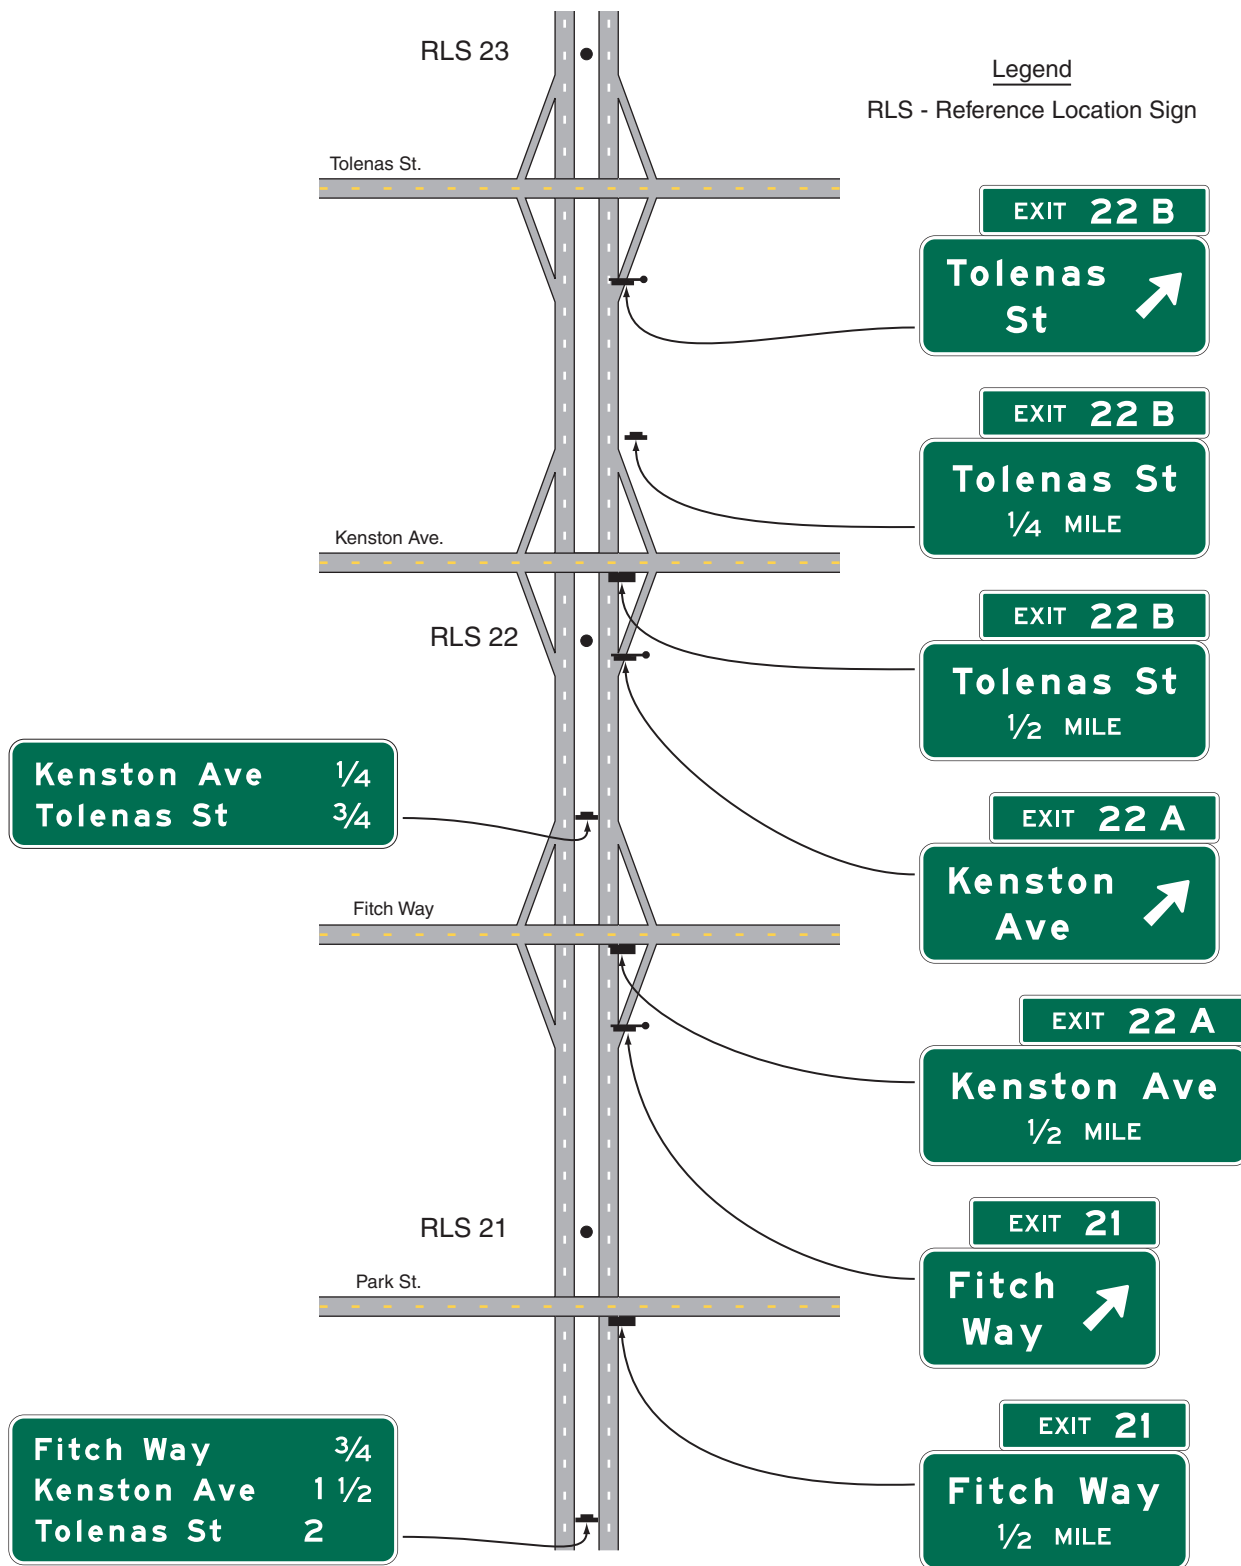 RLS 23
Legend
RLS - Reference Location Sign
Tolenas St.
EXIT 22 B
Tolenas
St
EXIT 22 B
Tolenas St
1/4 MILE
Kenston Ave.
EXIT 22 B
Tolenas St
1/2 MILE
RLS 22
Kenston Ave 1/4
Tolenas St 3/4
EXIT 22 A
Kenston
Ave
Fitch Way
EXIT 22 A
Kenston Ave
1/2 MILE
RLS 21
EXIT 21
Fitch
Way
Park St.
EXIT 21
Fitch Way
1/2 MILE
Fitch Way 3/4
Kenston Ave 1 1/2
Tolenas St 2